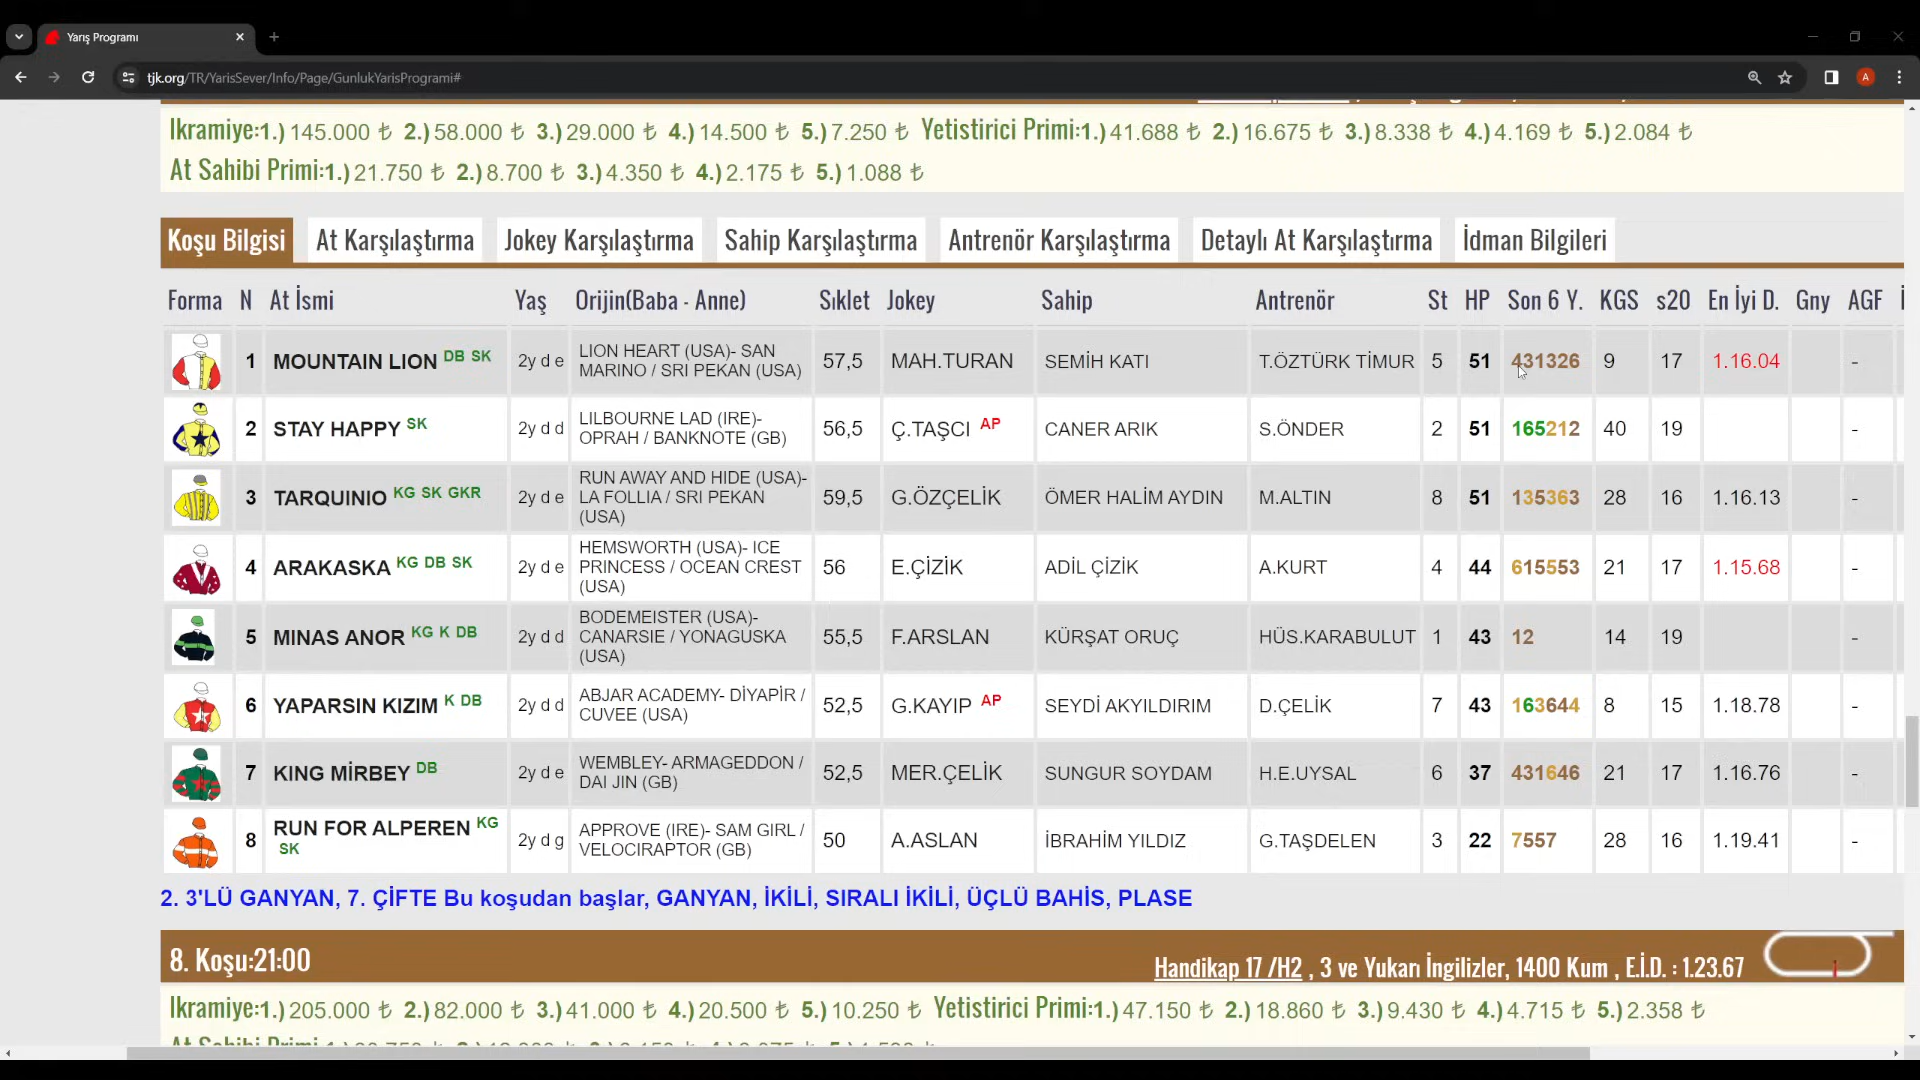 Yarış Programı
tjk.org/TR/YarisSever/Info/Page/GunlukYarisProgrami#
A
Ikramiye:1.) 145.000 ₺ 2.) 58.000 ₺ 3.) 29.000 ₺ 4.) 14.500 ₺ 5.) 7.250 ₺ Yetistirici Primi:1.) 41.688 ₺ 2.) 16.675 ₺ 3.) 8.338 ₺ 4.) 4.169 ₺ 5.) 2.084 ₺
At Sahibi Primi:1.) 21.750 ₺ 2.) 8.700 ₺ 3.) 4.350 ₺ 4.) 2.175 ₺ 5.) 1.088 ₺
Koşu Bilgisi At Karşılaştırma Jokey Karşılaştırma Sahip Karşılaştırma Antrenör Karşılaştırma Detaylı At Karşılaştırma İdman Bilgileri
Forma N At İsmi Yaş Orijin(Baba - Anne) Sıklet Jokey Sahip Antrenör St HP Son 6 Y. KGS s20 En İyi D. Gny AGF
1 MOUNTAIN LION DB SK 2y d e LION HEART (USA)- SAN MARINO / SRI PEKAN (USA) 57,5 MAH.TURAN SEMİH KATI T.ÖZTÜRK TİMUR 5 51 431326 9 17 1.16.04 -
2 STAY HAPPY SK 2y d d LILBOURNE LAD (IRE)- OPRAH / BANKNOTE (GB) 56,5 Ç.TAŞCI AP CANER ARIK S.ÖNDER 2 51 165212 40 19 -
3 TARQUINIO KG SK GKR 2y d e RUN AWAY AND HIDE (USA)- LA FOLLIA / SRI PEKAN (USA) 59,5 G.ÖZÇELİK ÖMER HALİM AYDIN M.ALTIN 8 51 135363 28 16 1.16.13 -
4 ARAKASKA KG DB SK 2y d e HEMSWORTH (USA)- ICE PRINCESS / OCEAN CREST (USA) 56 E.ÇİZİK ADİL ÇİZİK A.KURT 4 44 615553 21 17 1.15.68 -
5 MINAS ANOR KG K DB 2y d d BODEMEISTER (USA)- CANARSIE / YONAGUSKA (USA) 55,5 F.ARSLAN KÜRŞAT ORUÇ HÜS.KARABULUT 1 43 12 14 19 -
6 YAPARSIN KIZIM K DB 2y d d ABJAR ACADEMY- DİYAPİR / CUVEE (USA) 52,5 G.KAYIP AP SEYDİ AKYILDIRIM D.ÇELİK 7 43 163644 8 15 1.18.78 -
7 KING MİRBEY DB 2y d e WEMBLEY- ARMAGEDDON / DAI JIN (GB) 52,5 MER.ÇELİK SUNGUR SOYDAM H.E.UYSAL 6 37 431646 21 17 1.16.76 -
8 RUN FOR ALPEREN KG SK 2y d g APPROVE (IRE)- SAM GIRL / VELOCIRAPTOR (GB) 50 A.ASLAN İBRAHİM YILDIZ G.TAŞDELEN 3 22 7557 28 16 1.19.41 -
2. 3'LÜ GANYAN, 7. ÇİFTE Bu koşudan başlar, GANYAN, İKİLİ, SIRALI İKİLİ, ÜÇLÜ BAHİS, PLASE
8. Koşu:21:00 Handikap 17 /H2 , 3 ve Yukarı İngilizler, 1400 Kum , E.İ.D. : 1.23.67
Ikramiye:1.) 205.000 ₺ 2.) 82.000 ₺ 3.) 41.000 ₺ 4.) 20.500 ₺ 5.) 10.250 ₺ Yetistirici Primi:1.) 47.150 ₺ 2.) 18.860 ₺ 3.) 9.430 ₺ 4.) 4.715 ₺ 5.) 2.358 ₺